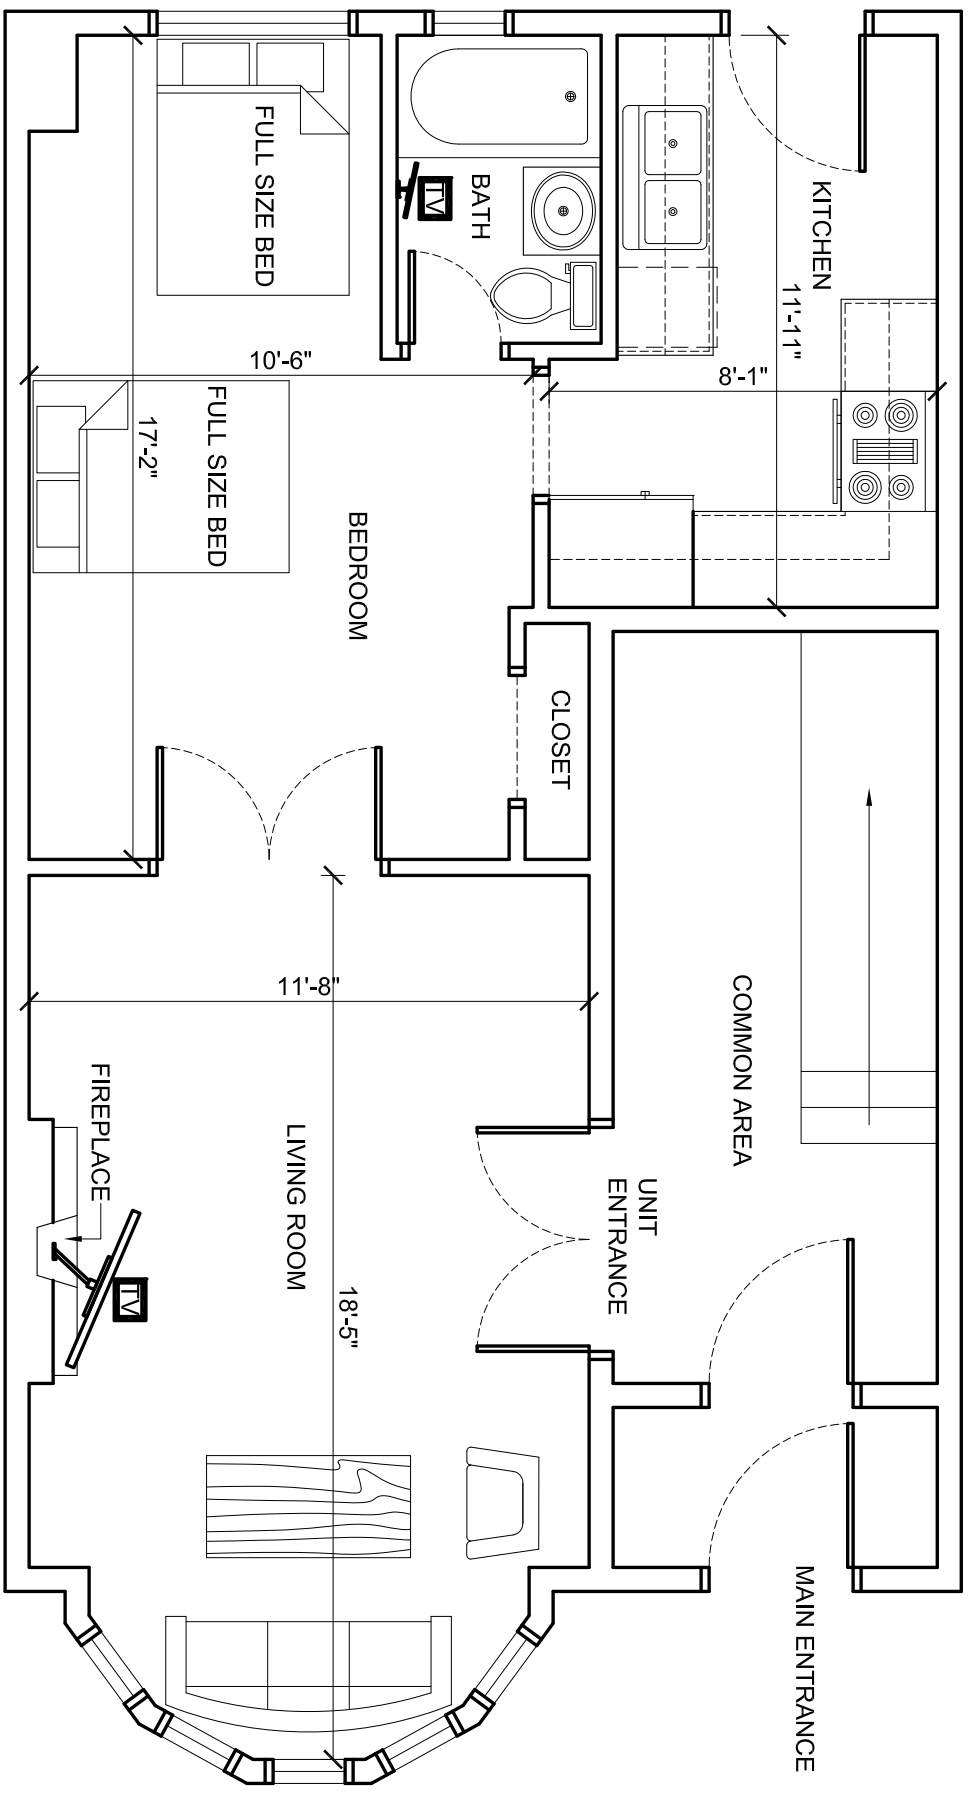 FULL SIZE BED
BATH
TV
KITCHEN
11'-11"
10'-6"
8'-1"
FULL SIZE BED
17'-2"
BEDROOM
CLOSET
COMMON AREA
11'-8"
FIREPLACE
LIVING ROOM
UNIT
ENTRANCE
TV
18'-5"
MAIN ENTRANCE